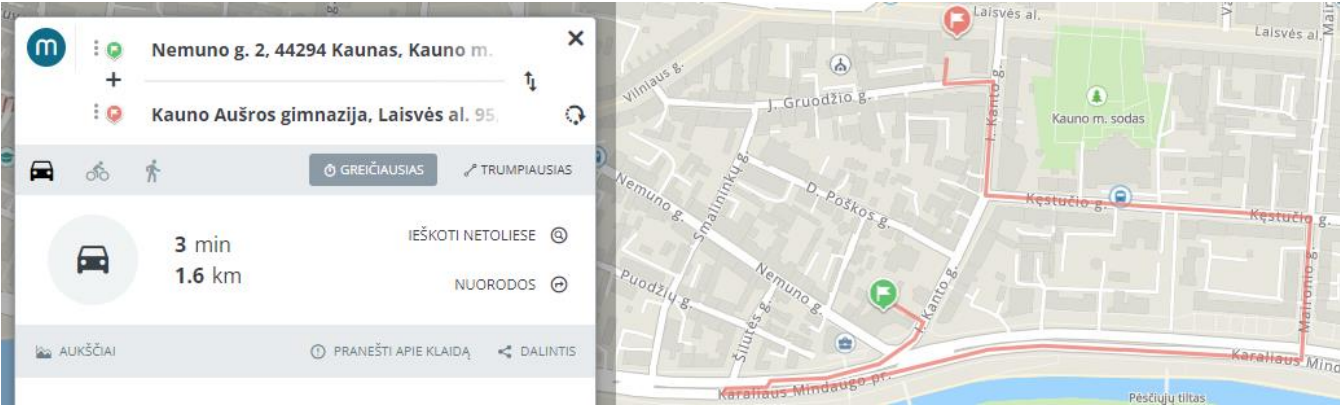 m
Nemuno g. 2, 44294 Kaunas, Kauno m.
Kauno Aušros gimnazija, Laisvės al. 95,
GREIČIAUSIAS
TRUMPIAUSIAS
3 min
1.6 km
IEŠKOTI NETOLIESE
NUORODOS
AUKŠČIAI
PRANEŠTI APIE KLAIDĄ
DALINTIS
Laisvės al.
Laisvės al.
Vilniaus g.
J. Gruodžio g.
I. Kanto g.
Kauno m. sodas
Nemuno g.
Smalininkų g.
D. Poškos g.
Kęstučio g.
Kęstučio g.
Puodžių g.
Nemuno g.
Šilutės g.
I. Kanto g.
Maironio g.
Karaliaus Mindaugo pr.
Karaliaus Mind
Pėsčiųjų tiltas